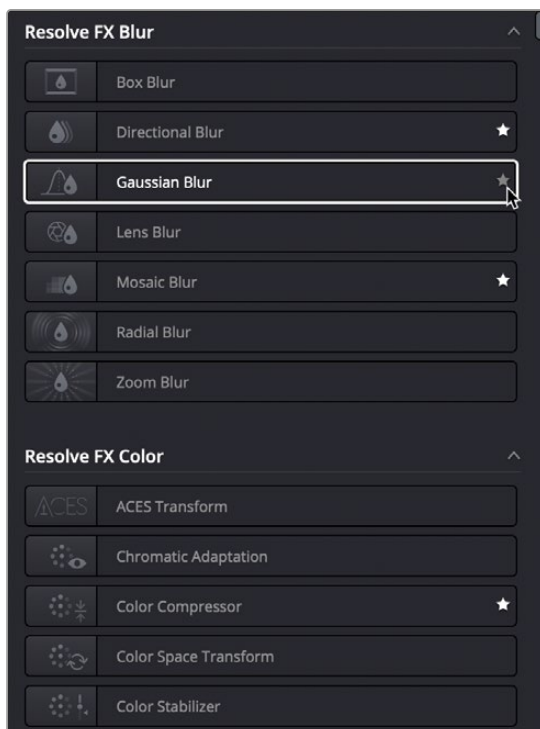 Resolve FX Blur
Box Blur
Directional Blur
Gaussian Blur
Lens Blur
Mosaic Blur
Radial Blur
Zoom Blur
Resolve FX Color
ACES
ACES Transform
Chromatic Adaptation
Color Compressor
Color Space Transform
Color Stabilizer